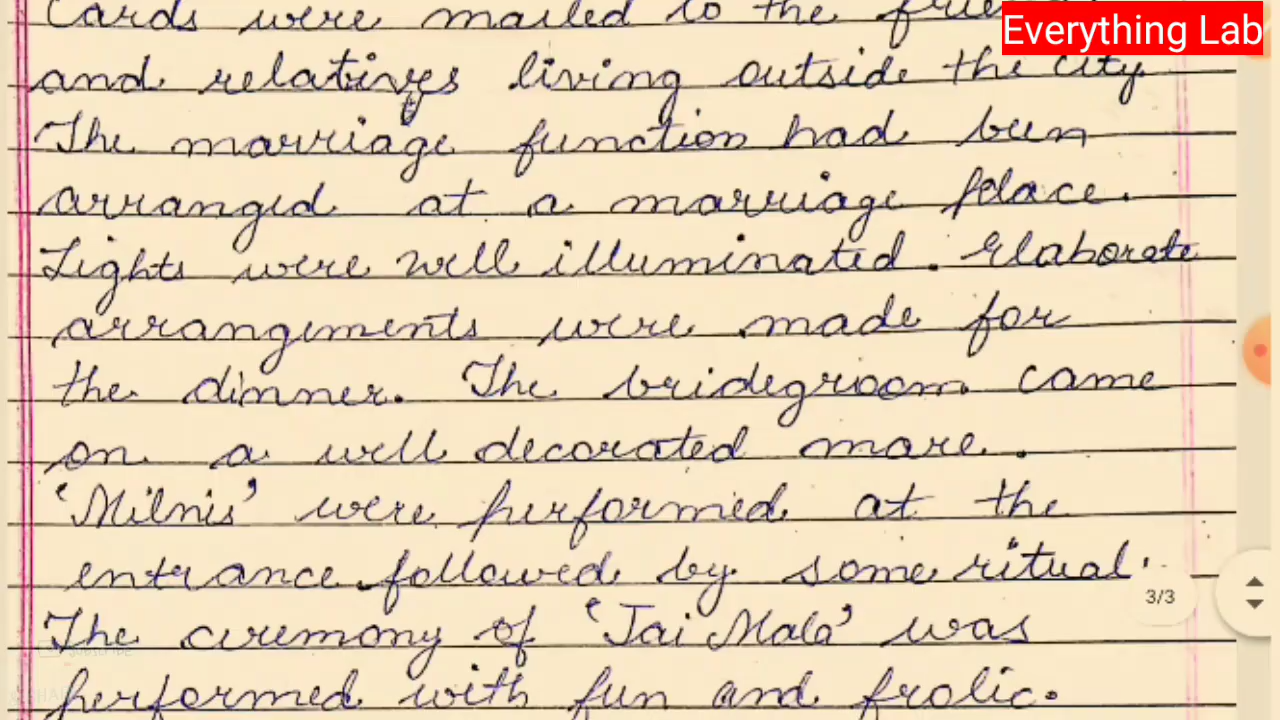 Cards were mailed to the
Everything Lab
and relatives living outside the city
The marriage function had been
arranged at a marriage place.
Lights were well illuminated. Elaborate
arrangements were made for
the dinner. The bridegroom came
on a well decorated mare.
'Milnis' were performed at the
entrance followed by some ritual.
3/3
The ceremony of 'Jai Mala' was
performed with fun and frolic.